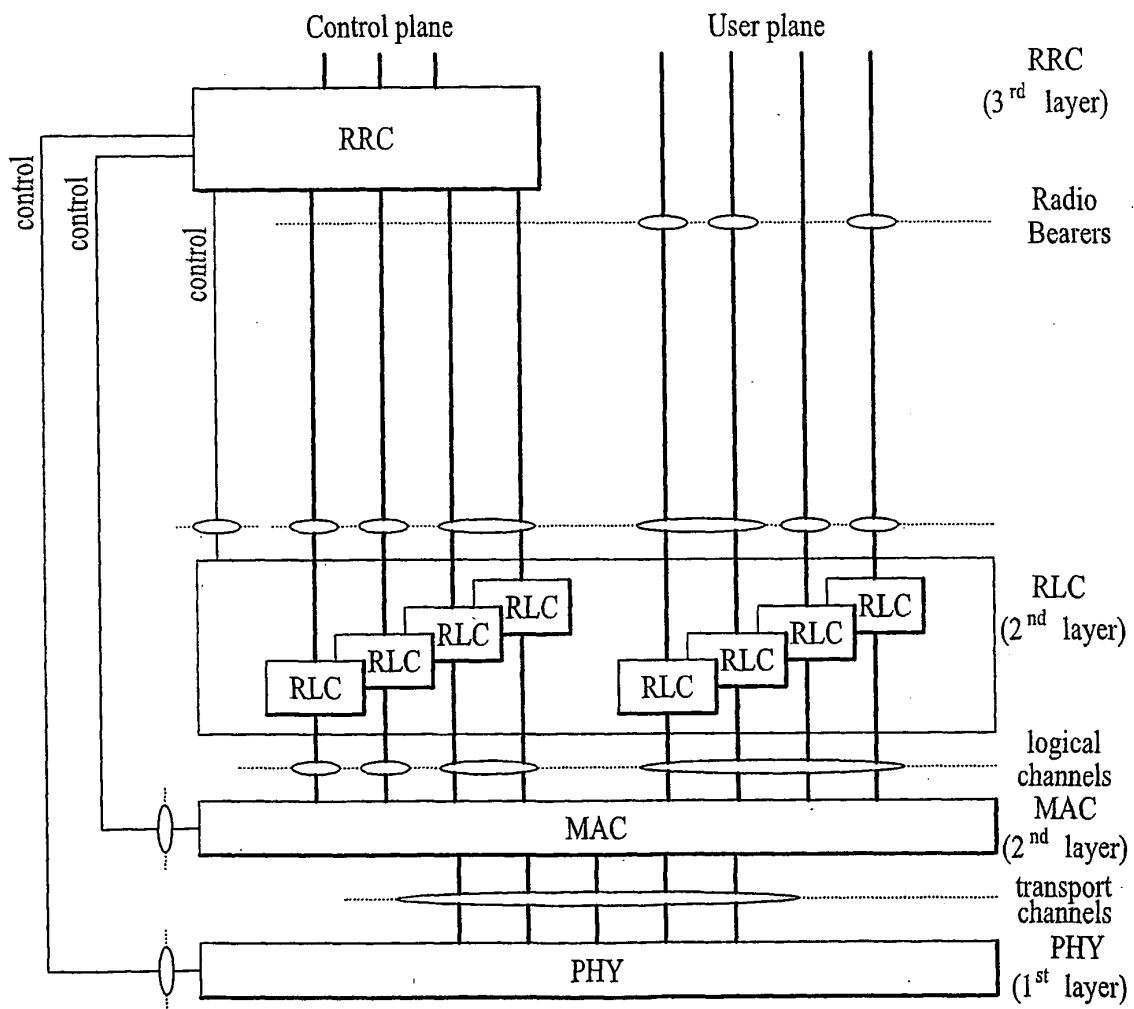 Control plane
User plane
RRC
(3rd layer)
RRC
control
control
control
Radio
Bearers
RLC
RLC
RLC
RLC
RLC
RLC
RLC
RLC
RLC
(2nd layer)
logical
channels
MAC
MAC
(2nd layer)
transport
channels
PHY
PHY
(1st layer)